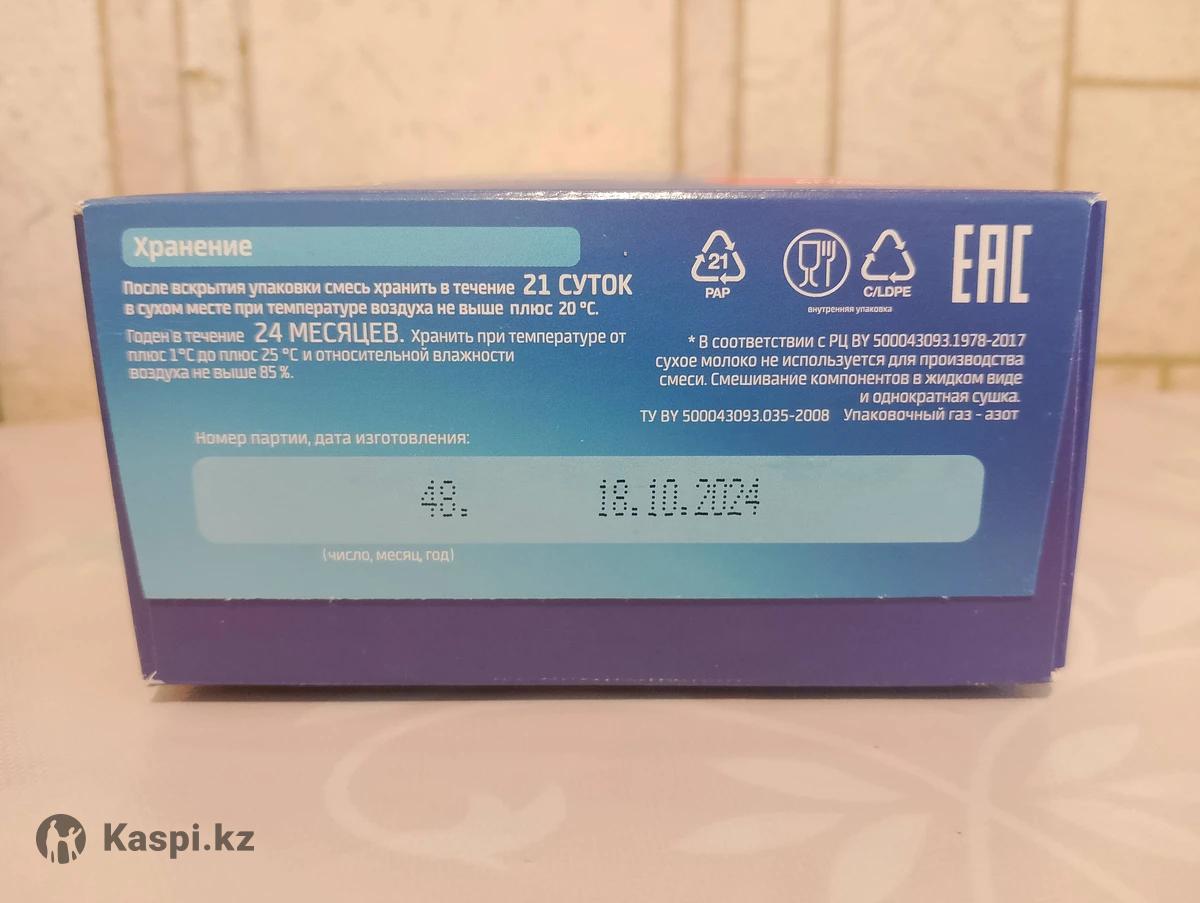 Хранение
После вскрытия упаковки смесь хранить в течение 21 СУТОК
в сухом месте при температуре воздуха не выше плюс 20 °C.
Годен в течение 24 МЕСЯЦЕВ. Хранить при температуре от
плюс 1°C до плюс 25 °C и относительной влажности
воздуха не выше 85 %.
21
PAP
C/LDPE
внутренняя упаковка
EAC
* В соответствии с РЦ BY 500043093.1978-2017
сухое молоко не используется для производства
смеси. Смешивание компонентов в жидком виде
и однократная сушка.
ТУ BY 500043093.035-2008 Упаковочный газ - азот
Номер партии, дата изготовления:
48. 18.10.2024
(число, месяц, год)
Kaspi.kz